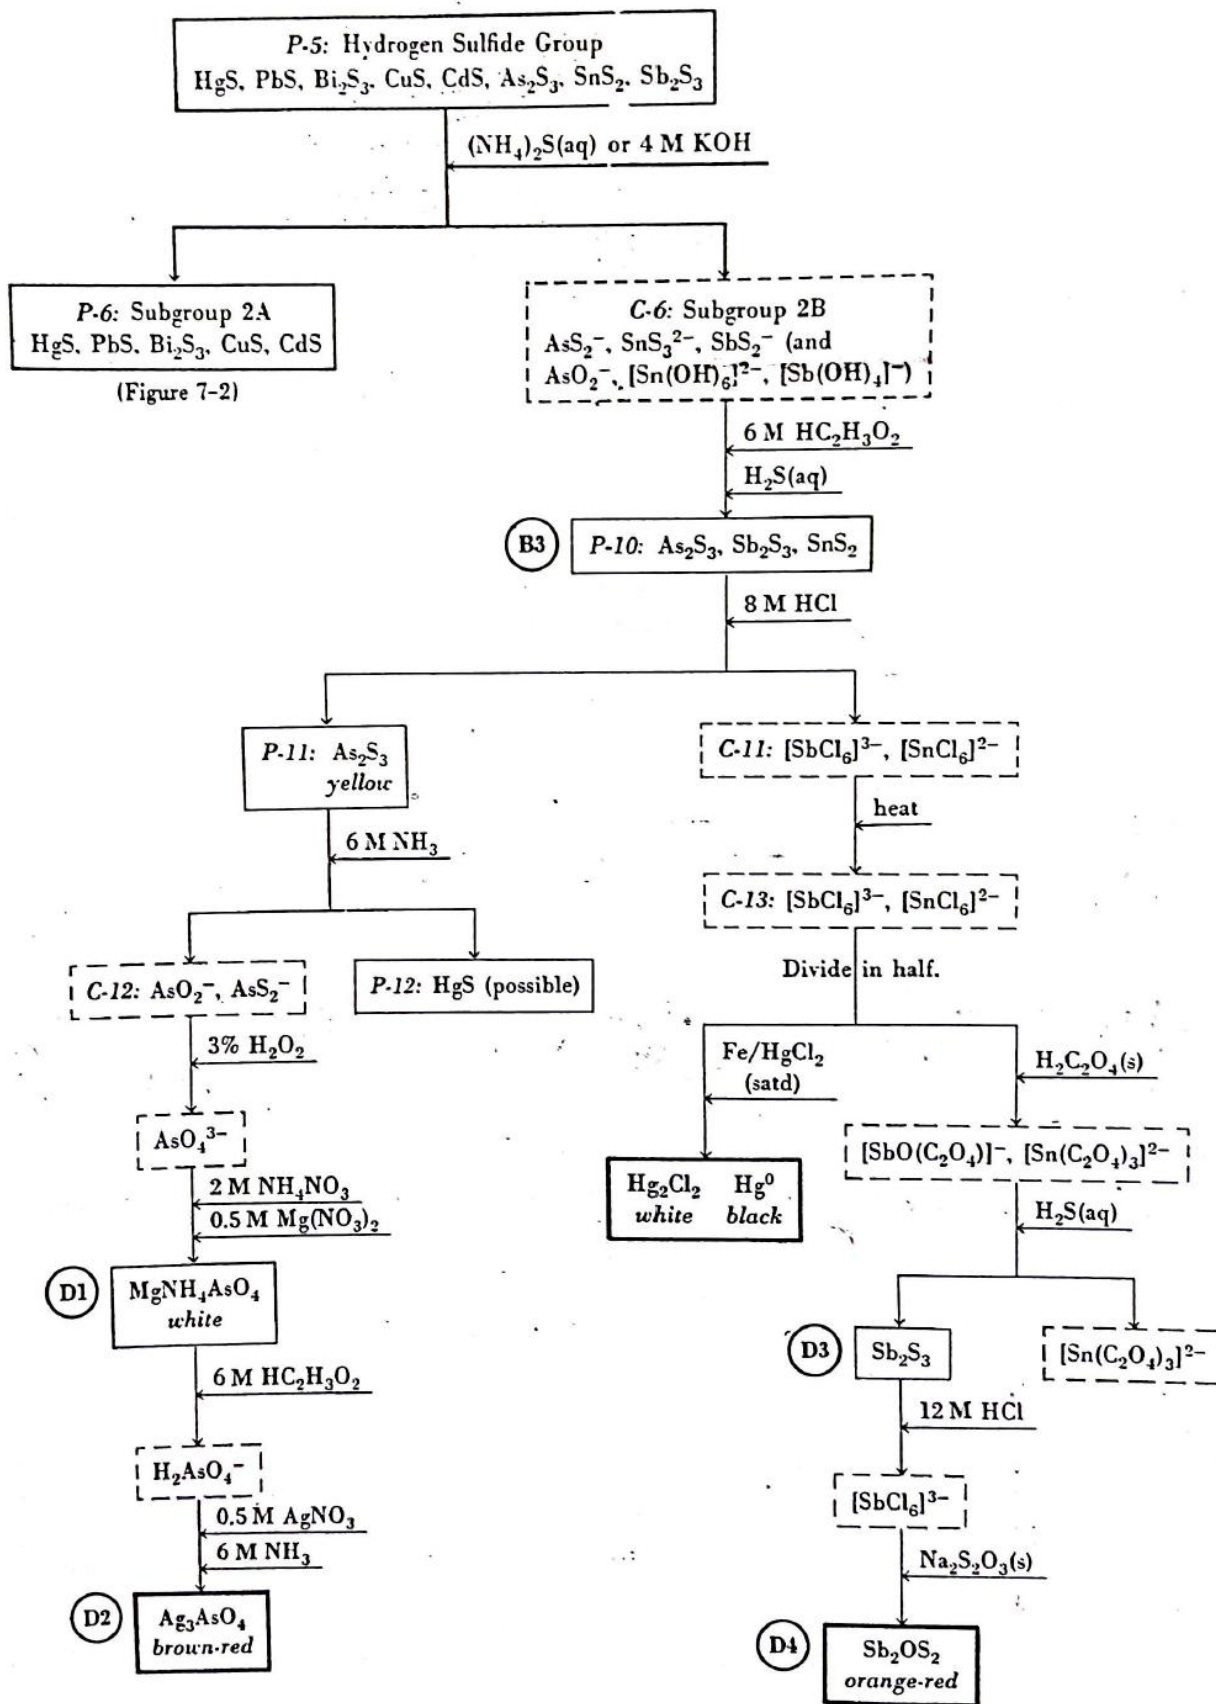 P-5: Hydrogen Sulfide Group
HgS, PbS, Bi₂S₃, CuS, CdS, As₂S₃, SnS₂, Sb₂S₃
(NH₄)₂S(aq) or 4 M KOH
P-6: Subgroup 2A
HgS, PbS, Bi₂S₃, CuS, CdS
(Figure 7-2)
C-6: Subgroup 2B
AsS₂⁻, SnS₃²⁻, SbS₂⁻ (and
AsO₂⁻, [Sn(OH)₆]²⁻, [Sb(OH)₄]⁻)
6 M HC₂H₃O₂
H₂S(aq)
B3
P-10: As₂S₃, Sb₂S₃, SnS₂
8 M HCl
P-11: As₂S₃
yellow
C-11: [SbCl₆]³⁻, [SnCl₆]²⁻
6 M NH₃
heat
C-13: [SbCl₆]³⁻, [SnCl₆]²⁻
C-12: AsO₂⁻, AsS₂⁻
P-12: HgS (possible)
Divide in half.
3% H₂O₂
Fe/HgCl₂
(satd)
H₂C₂O₄(s)
AsO₄³⁻
[SbO(C₂O₄)]⁻, [Sn(C₂O₄)₃]²⁻
2 M NH₄NO₃
0.5 M Mg(NO₃)₂
Hg₂Cl₂ Hg⁰
white black
H₂S(aq)
D1
MgNH₄AsO₄
white
D3
Sb₂S₃
[Sn(C₂O₄)₃]²⁻
6 M HC₂H₃O₂
12 M HCl
H₂AsO₄⁻
[SbCl₆]³⁻
0.5 M AgNO₃
6 M NH₃
Na₂S₂O₃(s)
D2
Ag₃AsO₄
brown-red
D4
Sb₂OS₂
orange-red